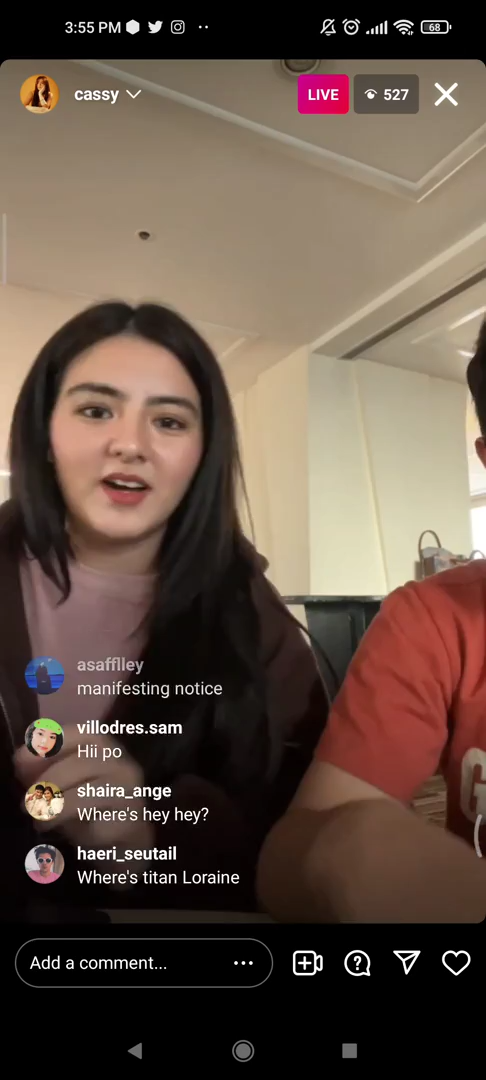 3:55 PM
68
cassy
LIVE
527
asafflley
manifesting notice
villodres.sam
Hii po
shaira_ange
Where's hey hey?
haeri_seutail
Where's titan Loraine
Add a comment...